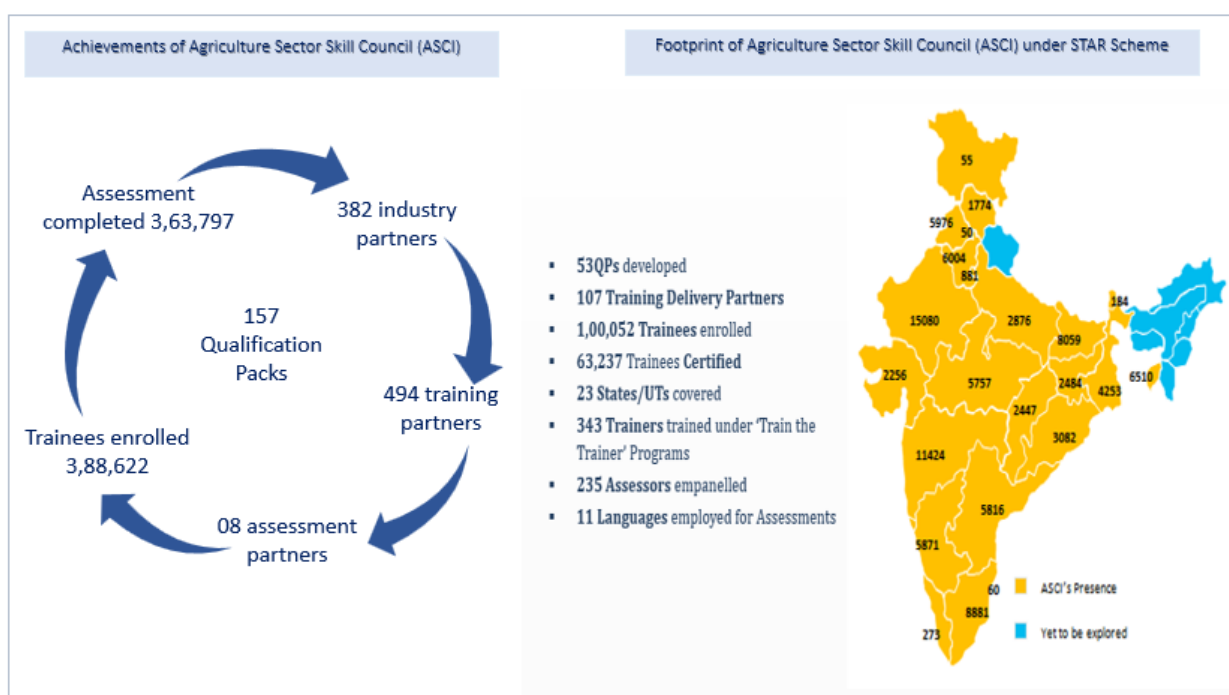 Achievements of Agriculture Sector Skill Council (ASCI)
Footprint of Agriculture Sector Skill Council (ASCI) under STAR Scheme
Assessment
completed 3,63,797
382 industry
partners
157
Qualification
Packs
494 training
partners
Trainees enrolled
3,88,622
08 assessment
partners
▪ 53QPs developed
▪ 107 Training Delivery Partners
▪ 1,00,052 Trainees enrolled
▪ 63,237 Trainees Certified
▪ 23 States/UTs covered
▪ 343 Trainers trained under ‘Train the
Trainer’ Programs
▪ 235 Assessors empanelled
▪ 11 Languages employed for Assessments
55
1774
5976
50
6004
881
184
15080
2876
8059
2256
5757
2484
4253
6510
2447
3082
11424
5816
5871
60
8881
273
ASCI's Presence
Yet to be explored